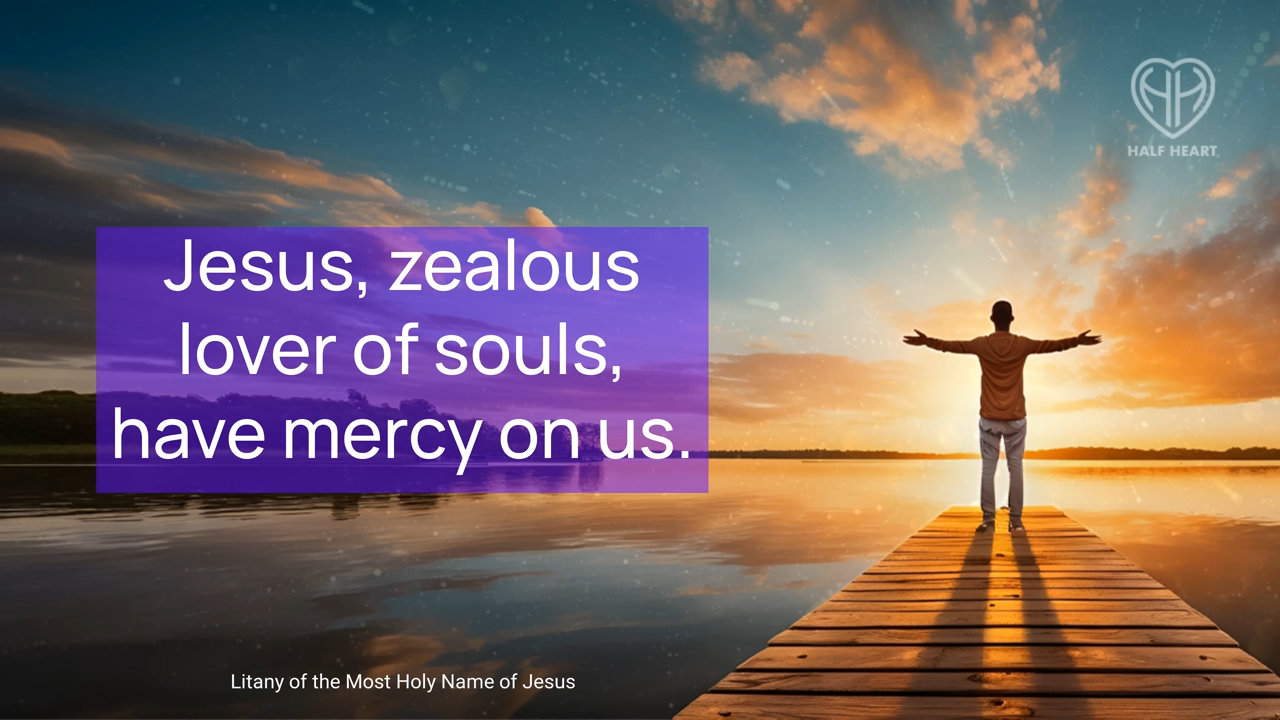 HALF HEART
Jesus, zealous
lover of souls,
have mercy on us.
Litany of the Most Holy Name of Jesus